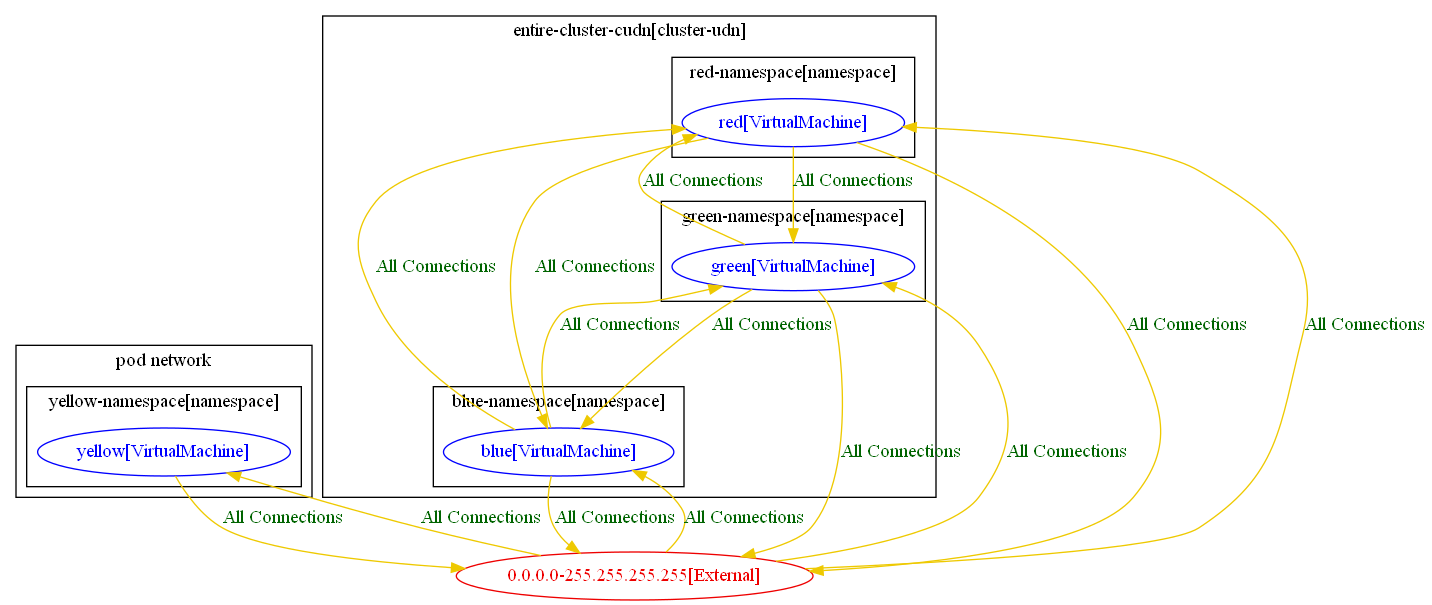 entire-cluster-cudn[cluster-udn]
red-namespace[namespace]
red[VirtualMachine]
All Connections
All Connections
green-namespace[namespace]
green[VirtualMachine]
All Connections
All Connections
All Connections
All Connections
All Connections
All Connections
pod network
yellow-namespace[namespace]
yellow[VirtualMachine]
blue-namespace[namespace]
blue[VirtualMachine]
All Connections
All Connections
All Connections
All Connections
All Connections
All Connections
0.0.0.0-255.255.255.255[External]